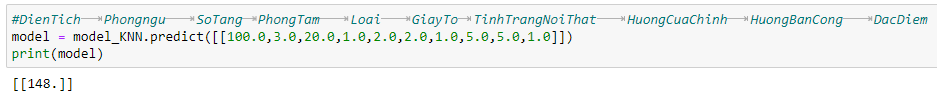 #DienTich Phongngu SoTang PhongTam Loai GiayTo TinhTrangNoiThat HuongCuaChinh HuongBanCong DacDiem
model = model_KNN.predict([[100.0,3.0,20.0,1.0,2.0,2.0,1.0,5.0,5.0,1.0]])
print(model)
[[148.]]